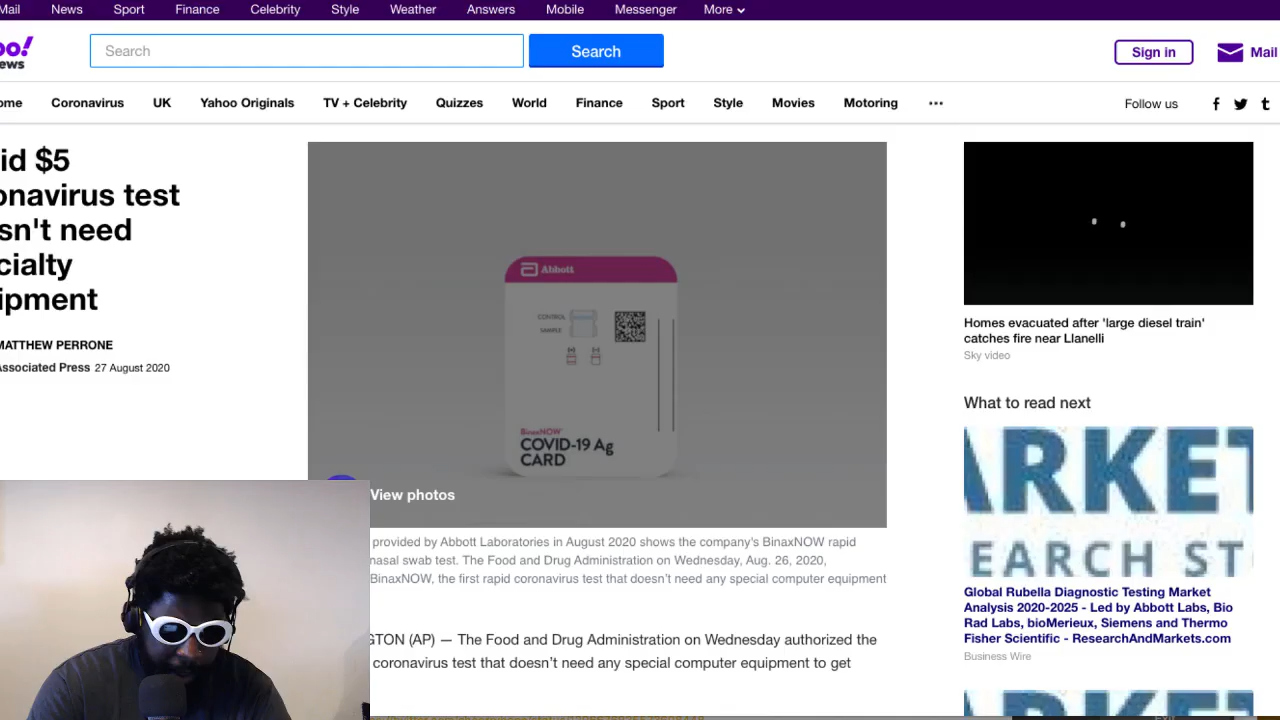 Mail News Sport Finance Celebrity Style Weather Answers Mobile Messenger More
Search Search Sign in Mail
Coronavirus UK Yahoo Originals TV + Celebrity Quizzes World Finance Sport Style Movies Motoring ... Follow us
id $5
onavirus test
sn't need
cialty
ipment
MATTHEW PERRONE
Associated Press 27 August 2020
Abbott
CONTROL
SAMPLE
BinaxNOW
COVID-19 Ag
CARD
View photos
provided by Abbott Laboratories in August 2020 shows the company's BinaxNOW rapid
nasal swab test. The Food and Drug Administration on Wednesday, Aug. 26, 2020,
BinaxNOW, the first rapid coronavirus test that doesn't need any special computer equipment
GTON (AP) — The Food and Drug Administration on Wednesday authorized the
coronavirus test that doesn't need any special computer equipment to get
Homes evacuated after 'large diesel train'
catches fire near Llanelli
Sky video
What to read next
ARKET
EARCH ST
Global Rubella Diagnostic Testing Market
Analysis 2020-2025 - Led by Abbott Labs, Bio
Rad Labs, bioMerieux, Siemens and Thermo
Fisher Scientific - ResearchAndMarkets.com
Business Wire